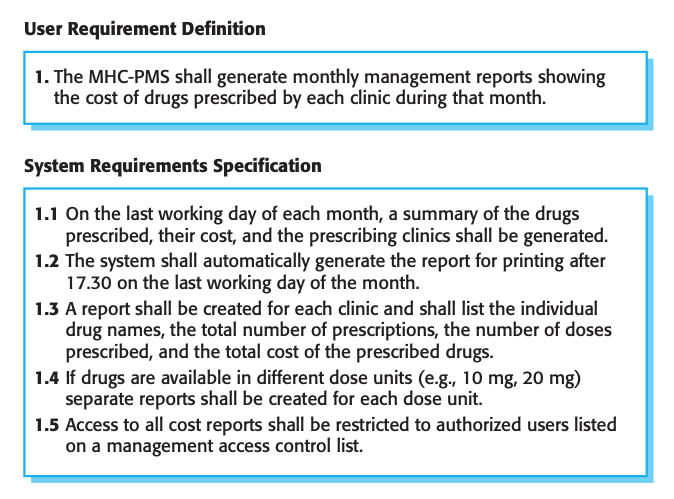 User Requirement Definition
1. The MHC-PMS shall generate monthly management reports showing
the cost of drugs prescribed by each clinic during that month.
System Requirements Specification
1.1 On the last working day of each month, a summary of the drugs
prescribed, their cost, and the prescribing clinics shall be generated.
1.2 The system shall automatically generate the report for printing after
17.30 on the last working day of the month.
1.3 A report shall be created for each clinic and shall list the individual
drug names, the total number of prescriptions, the number of doses
prescribed, and the total cost of the prescribed drugs.
1.4 If drugs are available in different dose units (e.g., 10 mg, 20 mg)
separate reports shall be created for each dose unit.
1.5 Access to all cost reports shall be restricted to authorized users listed
on a management access control list.